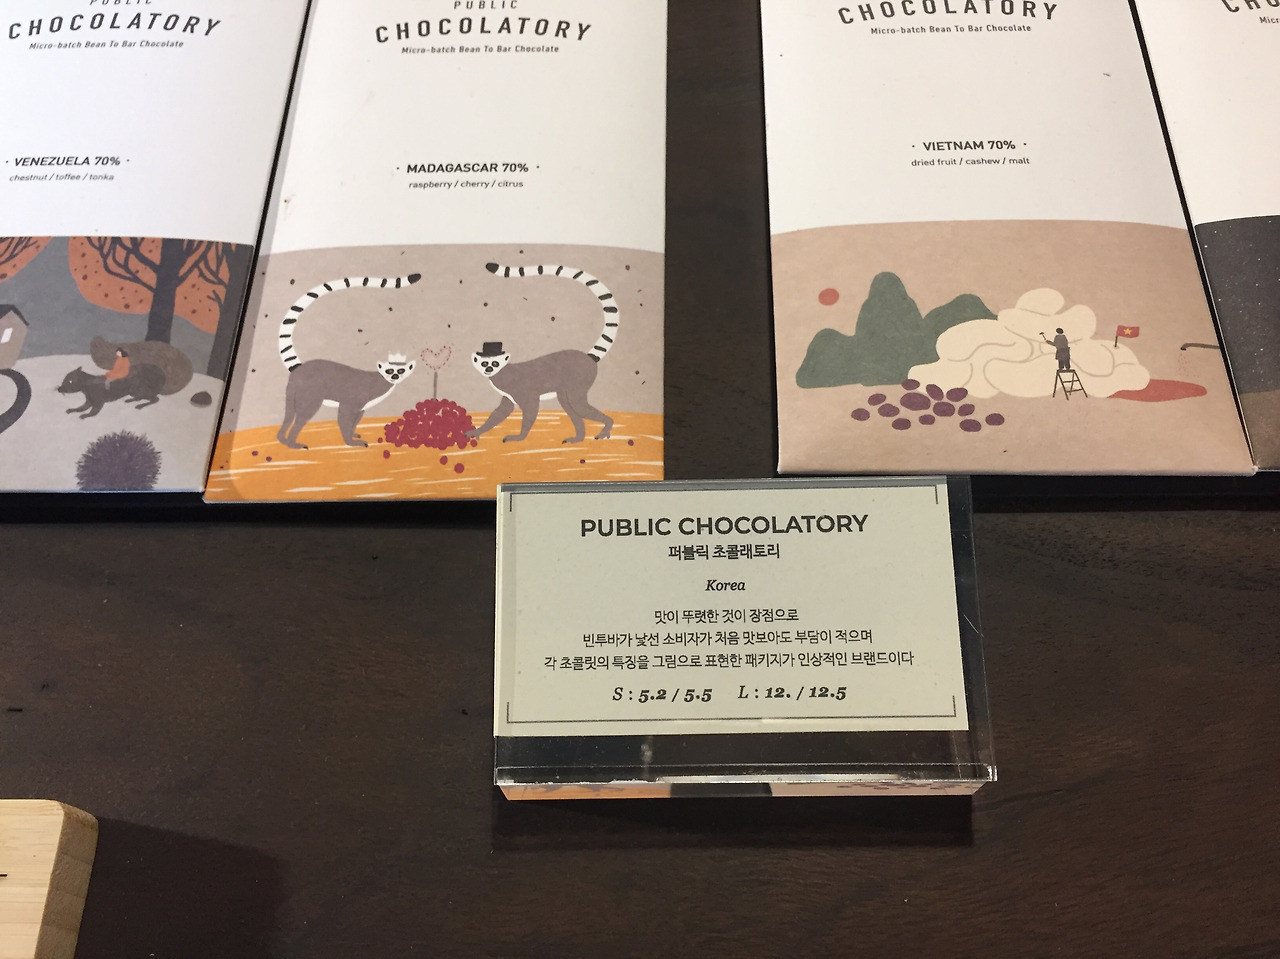 PUBLIC
CHOCOLATORY
Micro-batch Bean To Bar Chocolate
· VENEZUELA 70% ·
chestnut / toffee / tonka
PUBLIC
CHOCOLATORY
Micro-batch Bean To Bar Chocolate
· MADAGASCAR 70% ·
raspberry / cherry / citrus
CHOCOLATORY
Micro-batch Bean To Bar Chocolate
· VIETNAM 70% ·
dried fruit / cashew / malt
PUBLIC CHOCOLATORY
퍼블릭 초콜래토리
Korea
맛이 뚜렷한 것이 장점으로
빈투바가 낯선 소비자가 처음 맛보아도 부담이 적으며
각 초콜릿의 특징을 그림으로 표현한 패키지가 인상적인 브랜드이다
S : 5.2 / 5.5 L : 12. / 12.5